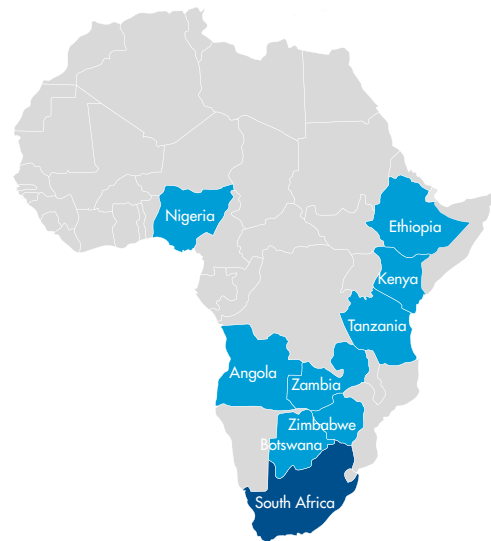 Nigeria
Ethiopia
Kenya
Tanzania
Angola
Zambia
Zimbabwe
Botswana
South Africa